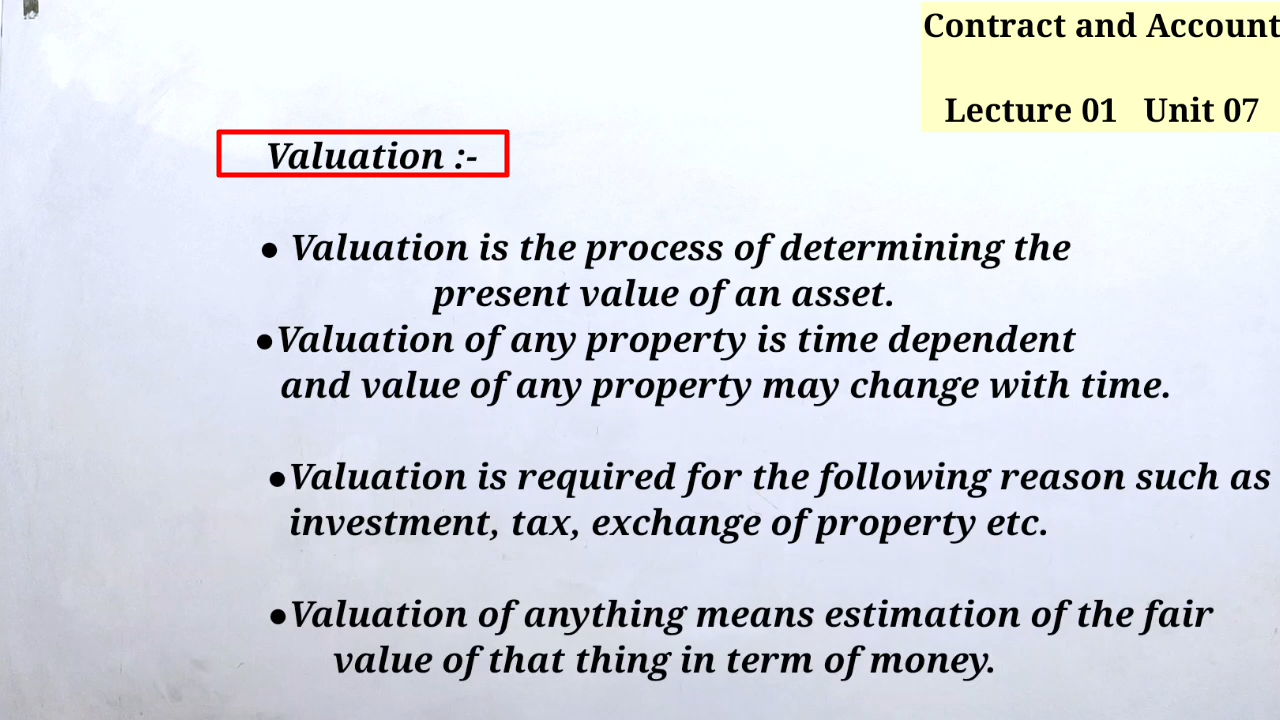 Contract and Account
Lecture 01 Unit 07
Valuation :-
● Valuation is the process of determining the
present value of an asset.
●Valuation of any property is time dependent
and value of any property may change with time.
●Valuation is required for the following reason such as
investment, tax, exchange of property etc.
●Valuation of anything means estimation of the fair
value of that thing in term of money.